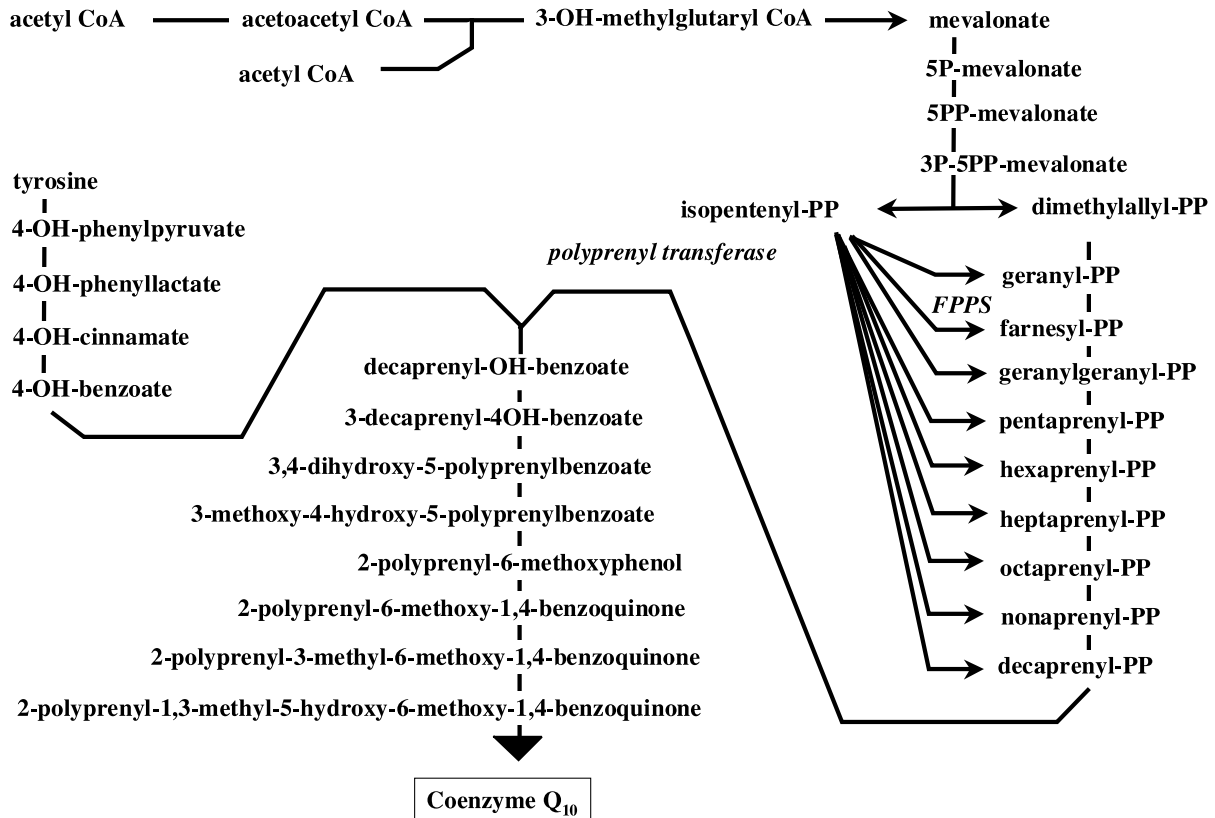 acetyl CoA
acetoacetyl CoA
3-OH-methylglutaryl CoA
mevalonate
acetyl CoA
5P-mevalonate
5PP-mevalonate
3P-5PP-mevalonate
isopentenyl-PP
dimethylallyl-PP
tyrosine
4-OH-phenylpyruvate
4-OH-phenyllactate
4-OH-cinnamate
4-OH-benzoate
polyprenyl transferase
FPPS
geranyl-PP
farnesyl-PP
geranylgeranyl-PP
pentaprenyl-PP
hexaprenyl-PP
heptaprenyl-PP
octaprenyl-PP
nonaprenyl-PP
decaprenyl-PP
decaprenyl-OH-benzoate
3-decaprenyl-4OH-benzoate
3,4-dihydroxy-5-polyprenylbenzoate
3-methoxy-4-hydroxy-5-polyprenylbenzoate
2-polyprenyl-6-methoxyphenol
2-polyprenyl-6-methoxy-1,4-benzoquinone
2-polyprenyl-3-methyl-6-methoxy-1,4-benzoquinone
2-polyprenyl-1,3-methyl-5-hydroxy-6-methoxy-1,4-benzoquinone
Coenzyme Q10